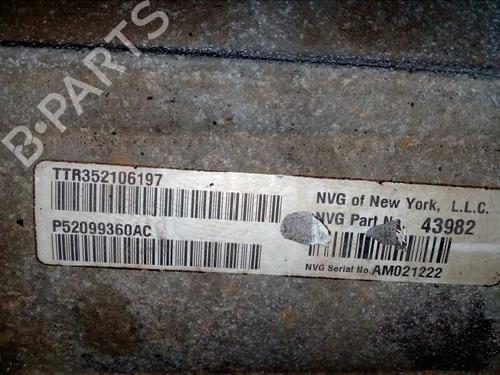 B-PARTS
TTR352106197
NVG of New York, L.L.C.
P52099360AC
NVG Part No. 43982
NVG Serial No. AM021222